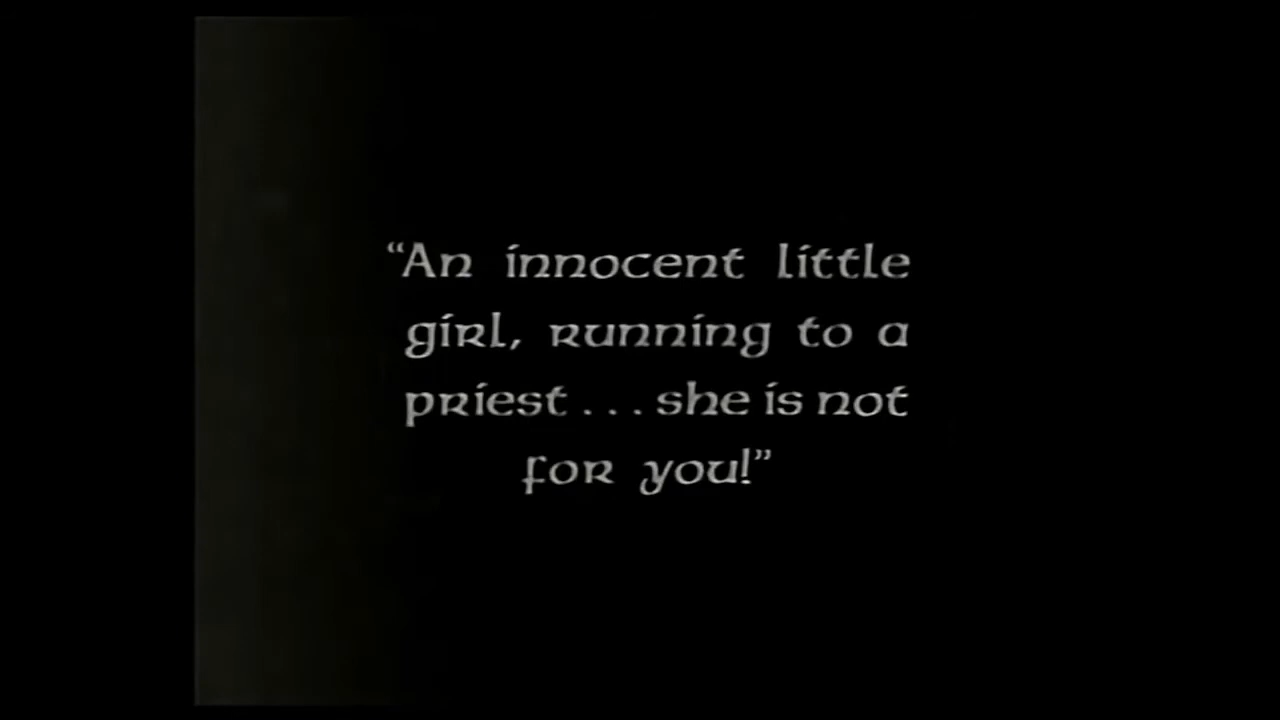 “An innocent little
girl, running to a
priest...she is not
for you!”